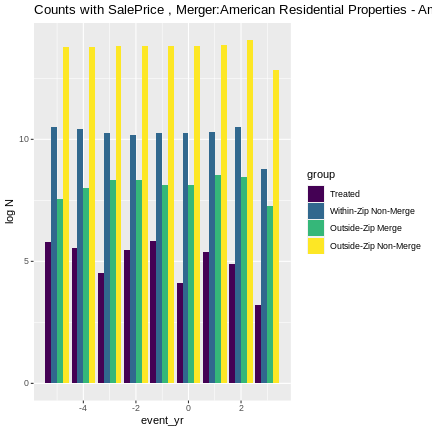 Counts with SalePrice , Merger:American Residential Properties - 
log N
10
5
0
-4
-2
0
2
event_yr
group
Treated
Within-Zip Non-Merge
Outside-Zip Merge
Outside-Zip Non-Merge